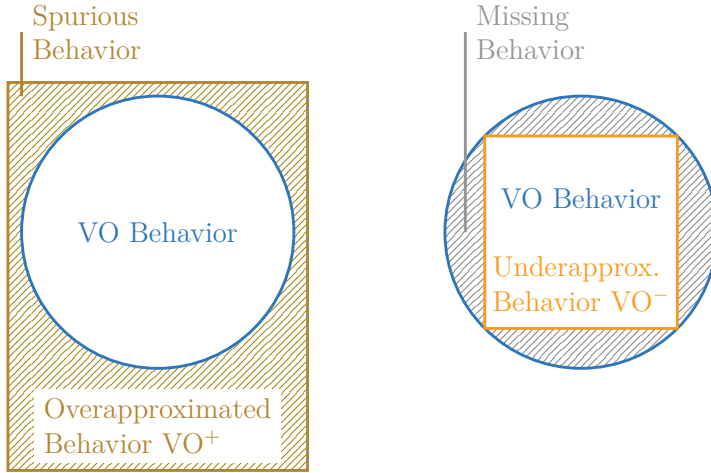 Spurious
Behavior
VO Behavior
Overapproximated
Behavior VO⁺
Missing
Behavior
VO Behavior
Underapprox.
Behavior VO⁻